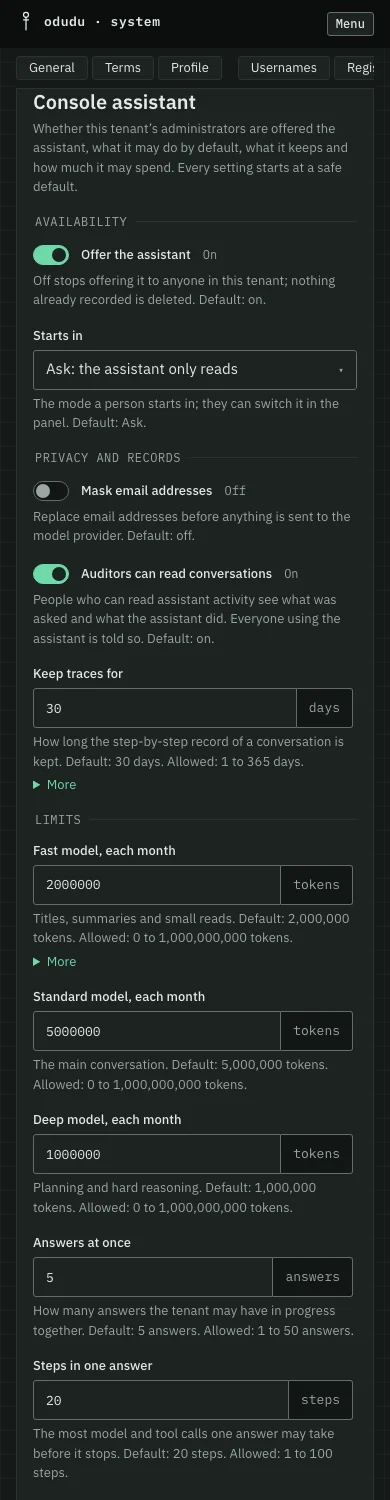 odudu · system
Menu
General
Terms
Profile
Usernames
Regis
Console assistant
Whether this tenant's administrators are offered the
assistant, what it may do by default, what it keeps and
how much it may spend. Every setting starts at a safe
default.
AVAILABILITY
Offer the assistant On
Off stops offering it to anyone in this tenant; nothing
already recorded is deleted. Default: on.
Starts in
Ask: the assistant only reads
The mode a person starts in; they can switch it in the
panel. Default: Ask.
PRIVACY AND RECORDS
Mask email addresses Off
Replace email addresses before anything is sent to the
model provider. Default: off.
Auditors can read conversations On
People who can read assistant activity see what was
asked and what the assistant did. Everyone using the
assistant is told so. Default: on.
Keep traces for
30 days
How long the step-by-step record of a conversation is
kept. Default: 30 days. Allowed: 1 to 365 days.
More
LIMITS
Fast model, each month
2000000 tokens
Titles, summaries and small reads. Default: 2,000,000
tokens. Allowed: 0 to 1,000,000,000 tokens.
More
Standard model, each month
5000000 tokens
The main conversation. Default: 5,000,000 tokens.
Allowed: 0 to 1,000,000,000 tokens.
Deep model, each month
1000000 tokens
Planning and hard reasoning. Default: 1,000,000
tokens. Allowed: 0 to 1,000,000,000 tokens.
Answers at once
5 answers
How many answers the tenant may have in progress
together. Default: 5 answers. Allowed: 1 to 50 answers.
Steps in one answer
20 steps
The most model and tool calls one answer may take
before it stops. Default: 20 steps. Allowed: 1 to 100
steps.